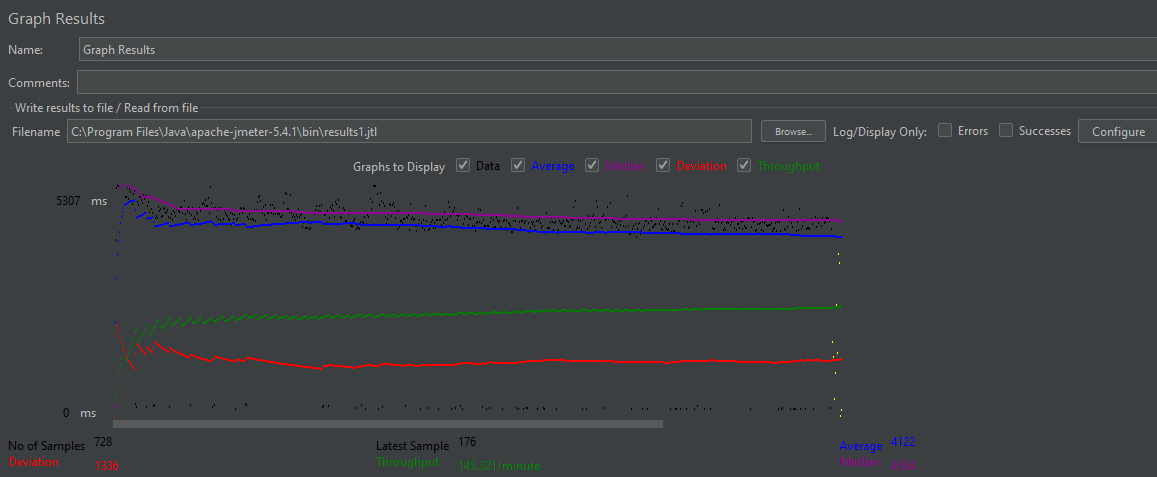 Graph Results
Name: Graph Results
Comments:
Write results to file / Read from file
Filename C:\Program Files\Java\apache-jmeter-5.4.1\bin\results1.jtl Browse... Log/Display Only: Errors Successes Configure
Graphs to Display Data Average Median Deviation Throughput
5307 ms
0 ms
No of Samples 728 Latest Sample 176 Average 4122
Deviation 1336 Throughput 145.321/minute Median